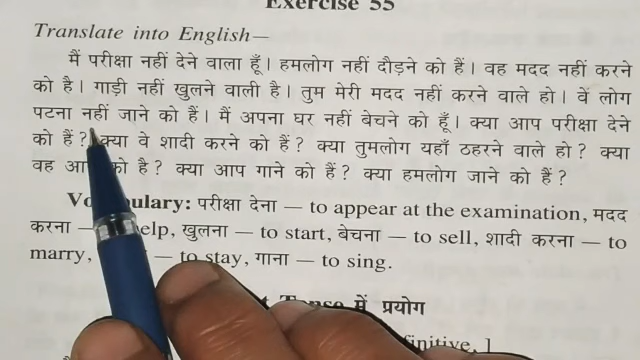 Exercise 55
Translate into English—
मैं परीक्षा नहीं देने वाला हूँ। हमलोग नहीं दौड़ने को हैं। वह मदद नहीं करने
को है। गाड़ी नहीं खुलने वाली है। तुम मेरी मदद नहीं करने वाले हो। वें लोग
पटना नहीं जाने को हैं। मैं अपना घर नहीं बेचने को हूँ। क्या आप परीक्षा देने
को हैं? क्या वे शादी करने को हैं? क्या तुमलोग यहाँ ठहरने वाले हो? क्या
वह को है? क्या आप गाने को हैं? क्या हमलोग जाने को हैं?
Vocabulary: परीक्षा देना — to appear at the examination, मदद
करना — help, खुलना — to start, बेचना — to sell, शादी करना — to
marry, — to stay, गाना — to sing.
Tense में प्रयोग
finitive, ]